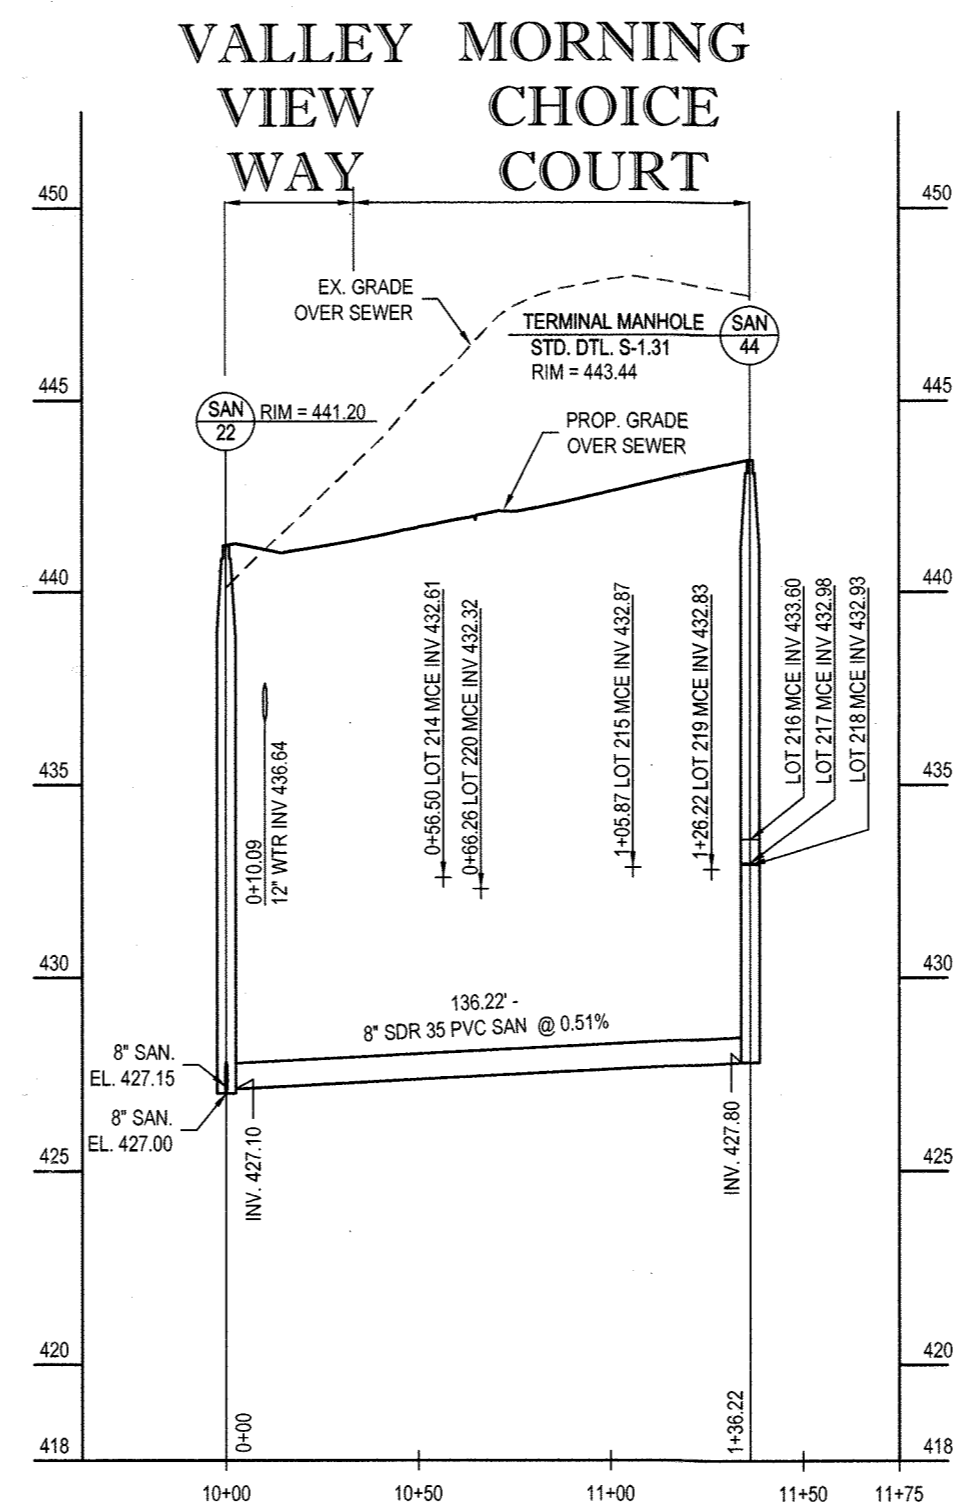 VALLEY VIEW WAY
MORNING CHOICE COURT
450
450
EX. GRADE
OVER SEWER
TERMINAL MANHOLE
STD. DTL. S-1.31
RIM = 443.44
SAN
44
445
445
SAN
22
RIM = 441.20
PROP. GRADE
OVER SEWER
440
440
0+10.09
12" WTR INV 436.64
0+56.50 LOT 214 MCE INV 432.61
0+66.26 LOT 220 MCE INV 432.32
1+05.87 LOT 215 MCE INV 432.87
1+26.22 LOT 219 MCE INV 432.83
LOT 216 MCE INV 433.60
LOT 217 MCE INV 432.98
LOT 218 MCE INV 432.93
435
435
430
430
136.22' -
8" SDR 35 PVC SAN @ 0.51%
8" SAN.
EL. 427.15
8" SAN.
EL. 427.00
INV. 427.10
INV. 427.80
425
425
420
420
0+00
1+36.22
418
418
10+00
10+50
11+00
11+50
11+75